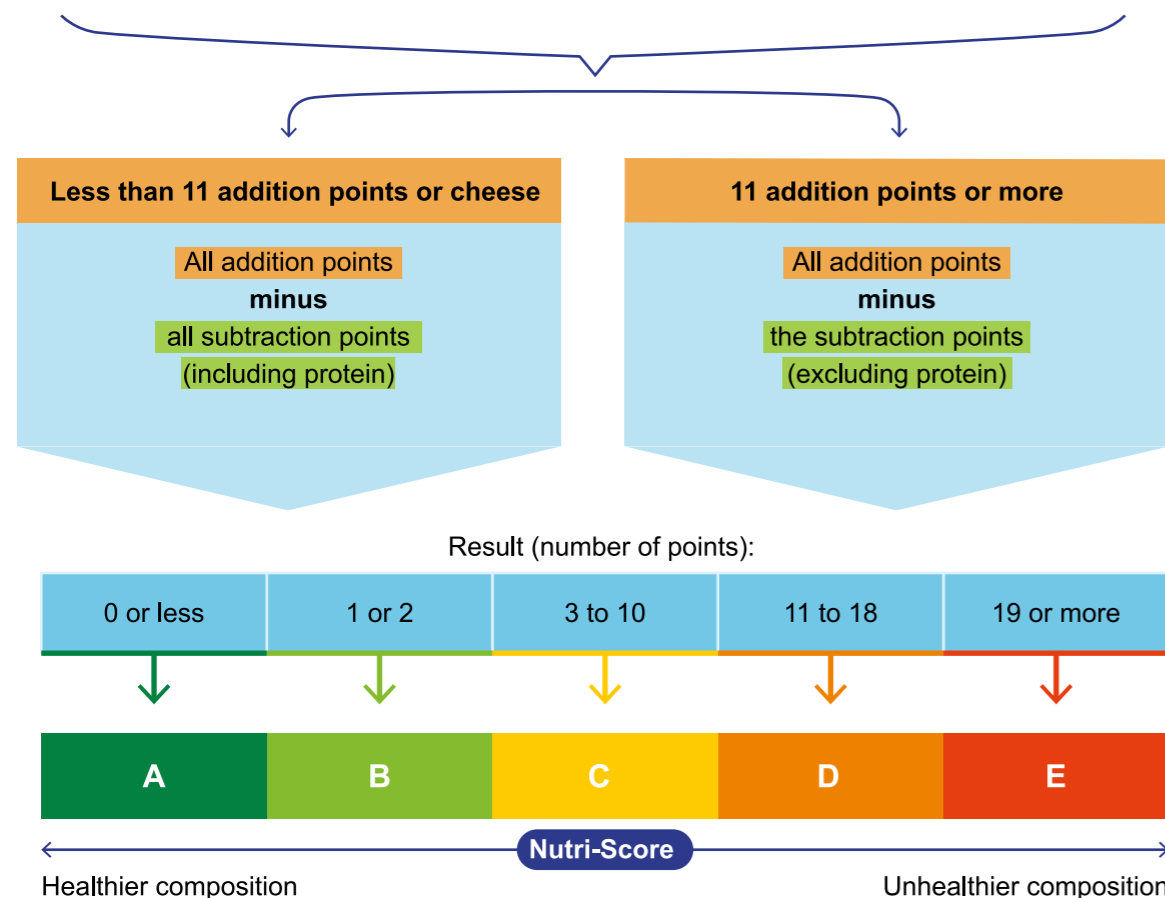 Less than 11 addition points or cheese
All addition points
minus
all subtraction points
(including protein)
11 addition points or more
All addition points
minus
the subtraction points
(excluding protein)
Result (number of points):
0 or less
1 or 2
3 to 10
11 to 18
19 or more
A
B
C
D
E
Nutri-Score
Healthier composition
Unhealthier composition